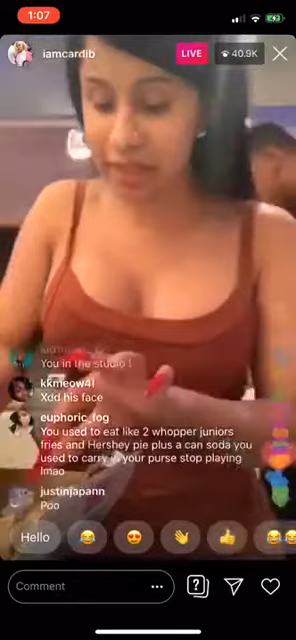 1:07
iamcardib
LIVE
40.9K
You in the studio !
kkmeow4l
Xdd his face
euphoric_fog
You used to eat like 2 whopper juniors
fries and Hershey pie plus a can soda you
used to carry in your purse stop playing
lmao
justinjapann_
Poo
Hello
Comment